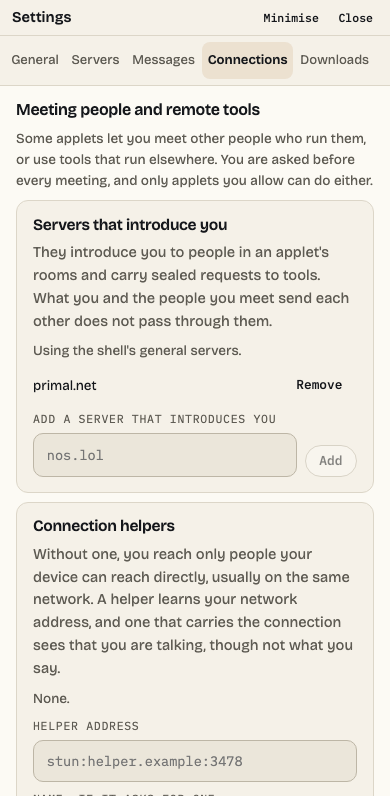 Settings
Minimise
Close
General
Servers
Messages
Connections
Downloads
Meeting people and remote tools
Some applets let you meet other people who run them,
or use tools that run elsewhere. You are asked before
every meeting, and only applets you allow can do either.
Servers that introduce you
They introduce you to people in an applet's
rooms and carry sealed requests to tools.
What you and the people you meet send each
other does not pass through them.
Using the shell's general servers.
primal.net
Remove
ADD A SERVER THAT INTRODUCES YOU
nos.lol
Add
Connection helpers
Without one, you reach only people your
device can reach directly, usually on the same
network. A helper learns your network
address, and one that carries the connection
sees that you are talking, though not what you
say.
None.
HELPER ADDRESS
stun:helper.example:3478